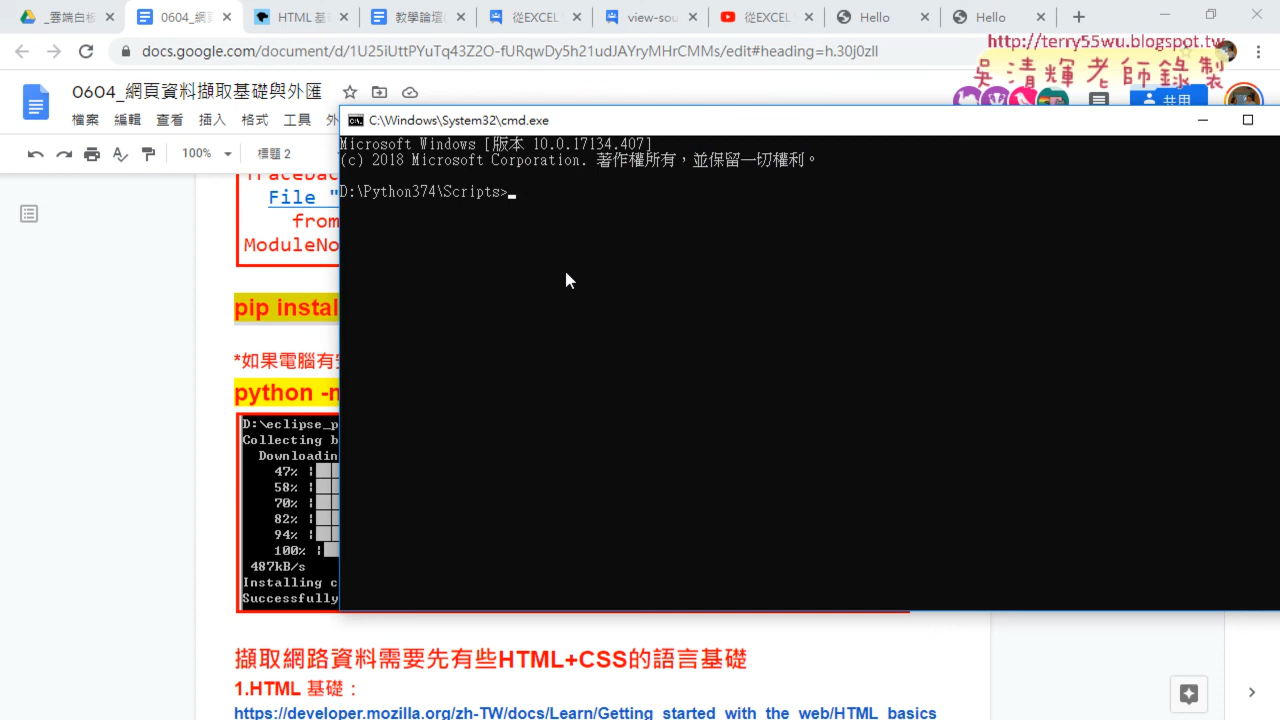 _雲端白板
0604_網頁
HTML 基礎
教學論壇(
從EXCEL
view-sou
從EXCEL
Hello
Hello
docs.google.com/document/d/1U25iUttPYuTq43Z2O-fURqwDy5h21udJAYryMHrCMMs/edit#heading=h.30j0zll
http://terry55wu.blogspot.tw
吳清輝老師錄製
0604_網頁資料擷取基礎與外匯
共用
檔案 編輯 查看 插入 格式 工具 外
100% 標題 2
C:\Windows\System32\cmd.exe
Microsoft Windows [版本 10.0.17134.407]
(c) 2018 Microsoft Corporation. 著作權所有，並保留一切權利。
D:\Python374\Scripts>
File "
from
ModuleNo
pip instal
*如果電腦有
python -m
D:\eclipse_p
Collecting b
Downloadin
47%
58%
70%
82%
94%
100%
487kB/s
Installing c
Successfully
擷取網路資料需要先有些HTML+CSS的語言基礎
1.HTML 基礎：
https://developer.mozilla.org/zh-TW/docs/Learn/Getting_started_with_the_web/HTML_basics